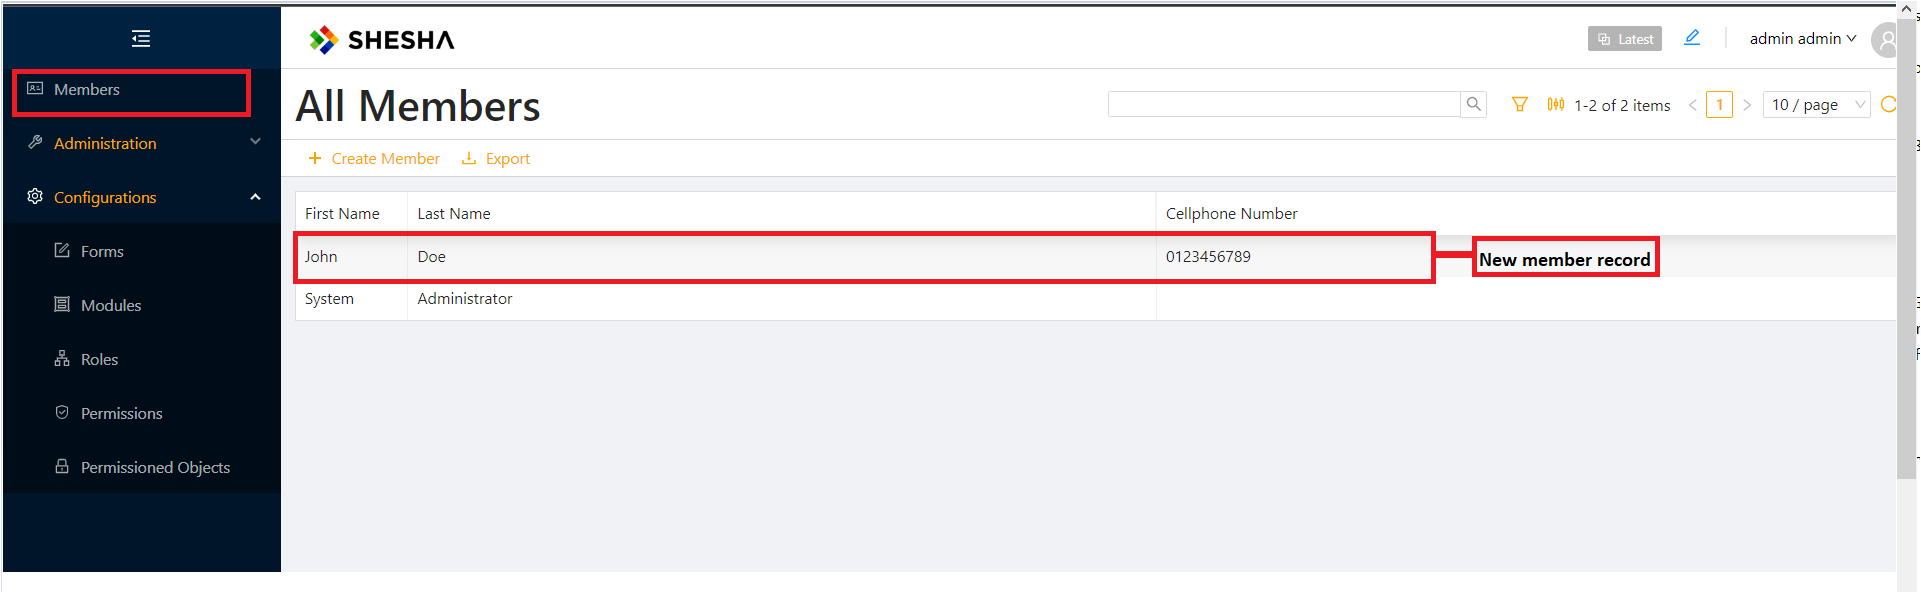 SHESHA
Latest
admin admin
Members
All Members
1-2 of 2 items
1
10 / page
Administration
Create Member
Export
Configurations
First Name
Last Name
Cellphone Number
Forms
John
Doe
0123456789
New member record
System
Administrator
Modules
Roles
Permissions
Permissioned Objects